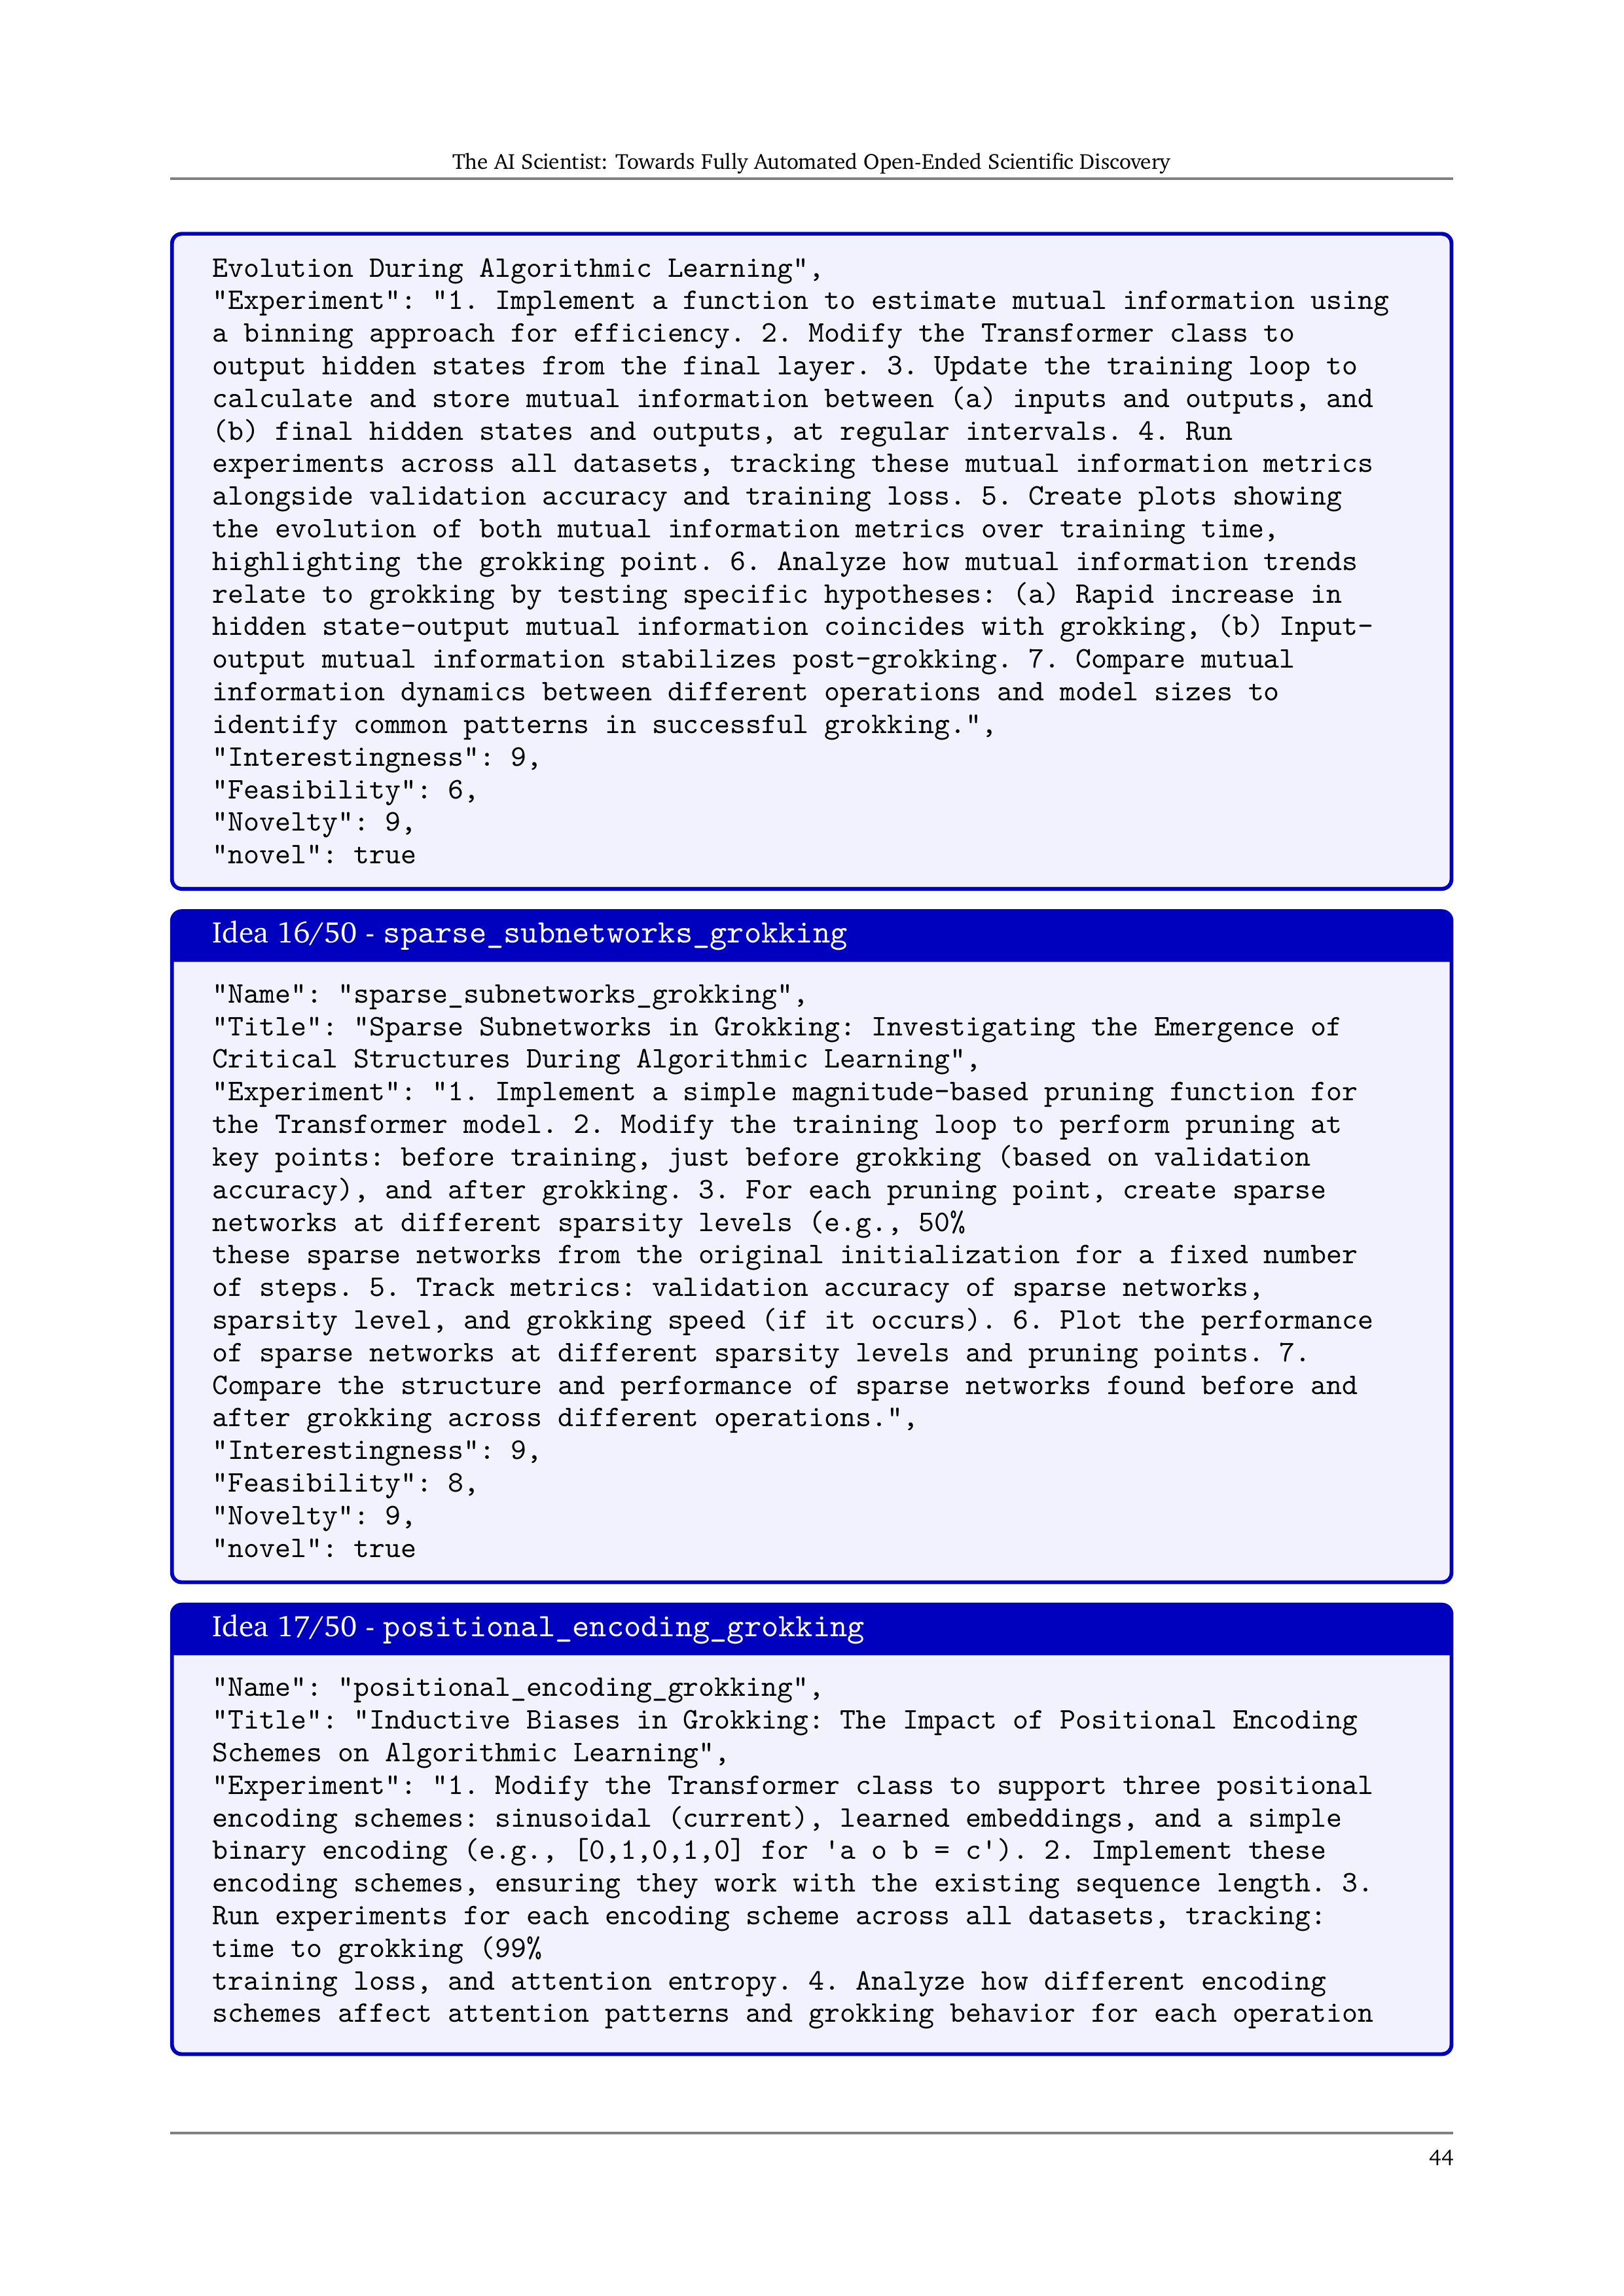 The AI Scientist: Towards Fully Automated Open-Ended Scientific Discovery
Evolution During Algorithmic Learning",
"Experiment": "1. Implement a function to estimate mutual information using
a binning approach for efficiency. 2. Modify the Transformer class to
output hidden states from the final layer. 3. Update the training loop to
calculate and store mutual information between (a) inputs and outputs, and
(b) final hidden states and outputs, at regular intervals. 4. Run
experiments across all datasets, tracking these mutual information metrics
alongside validation accuracy and training loss. 5. Create plots showing
the evolution of both mutual information metrics over training time,
highlighting the grokking point. 6. Analyze how mutual information trends
relate to grokking by testing specific hypotheses: (a) Rapid increase in
hidden state-output mutual information coincides with grokking, (b) Input-
output mutual information stabilizes post-grokking. 7. Compare mutual
information dynamics between different operations and model sizes to
identify common patterns in successful grokking.",
"Interestingness": 9,
"Feasibility": 6,
"Novelty": 9,
"novel": true
Idea 16/50 - sparse_subnetworks_grokking
"Name": "sparse_subnetworks_grokking",
"Title": "Sparse Subnetworks in Grokking: Investigating the Emergence of
Critical Structures During Algorithmic Learning",
"Experiment": "1. Implement a simple magnitude-based pruning function for
the Transformer model. 2. Modify the training loop to perform pruning at
key points: before training, just before grokking (based on validation
accuracy), and after grokking. 3. For each pruning point, create sparse
networks at different sparsity levels (e.g., 50%
these sparse networks from the original initialization for a fixed number
of steps. 5. Track metrics: validation accuracy of sparse networks,
sparsity level, and grokking speed (if it occurs). 6. Plot the performance
of sparse networks at different sparsity levels and pruning points. 7.
Compare the structure and performance of sparse networks found before and
after grokking across different operations.",
"Interestingness": 9,
"Feasibility": 8,
"Novelty": 9,
"novel": true
Idea 17/50 - positional_encoding_grokking
"Name": "positional_encoding_grokking",
"Title": "Inductive Biases in Grokking: The Impact of Positional Encoding
Schemes on Algorithmic Learning",
"Experiment": "1. Modify the Transformer class to support three positional
encoding schemes: sinusoidal (current), learned embeddings, and a simple
binary encoding (e.g., [0,1,0,1,0] for 'a o b = c'). 2. Implement these
encoding schemes, ensuring they work with the existing sequence length. 3.
Run experiments for each encoding scheme across all datasets, tracking:
time to grokking (99%
training loss, and attention entropy. 4. Analyze how different encoding
schemes affect attention patterns and grokking behavior for each operation
44